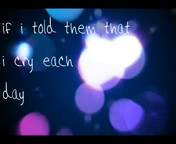 if i told them that
i cry each
day